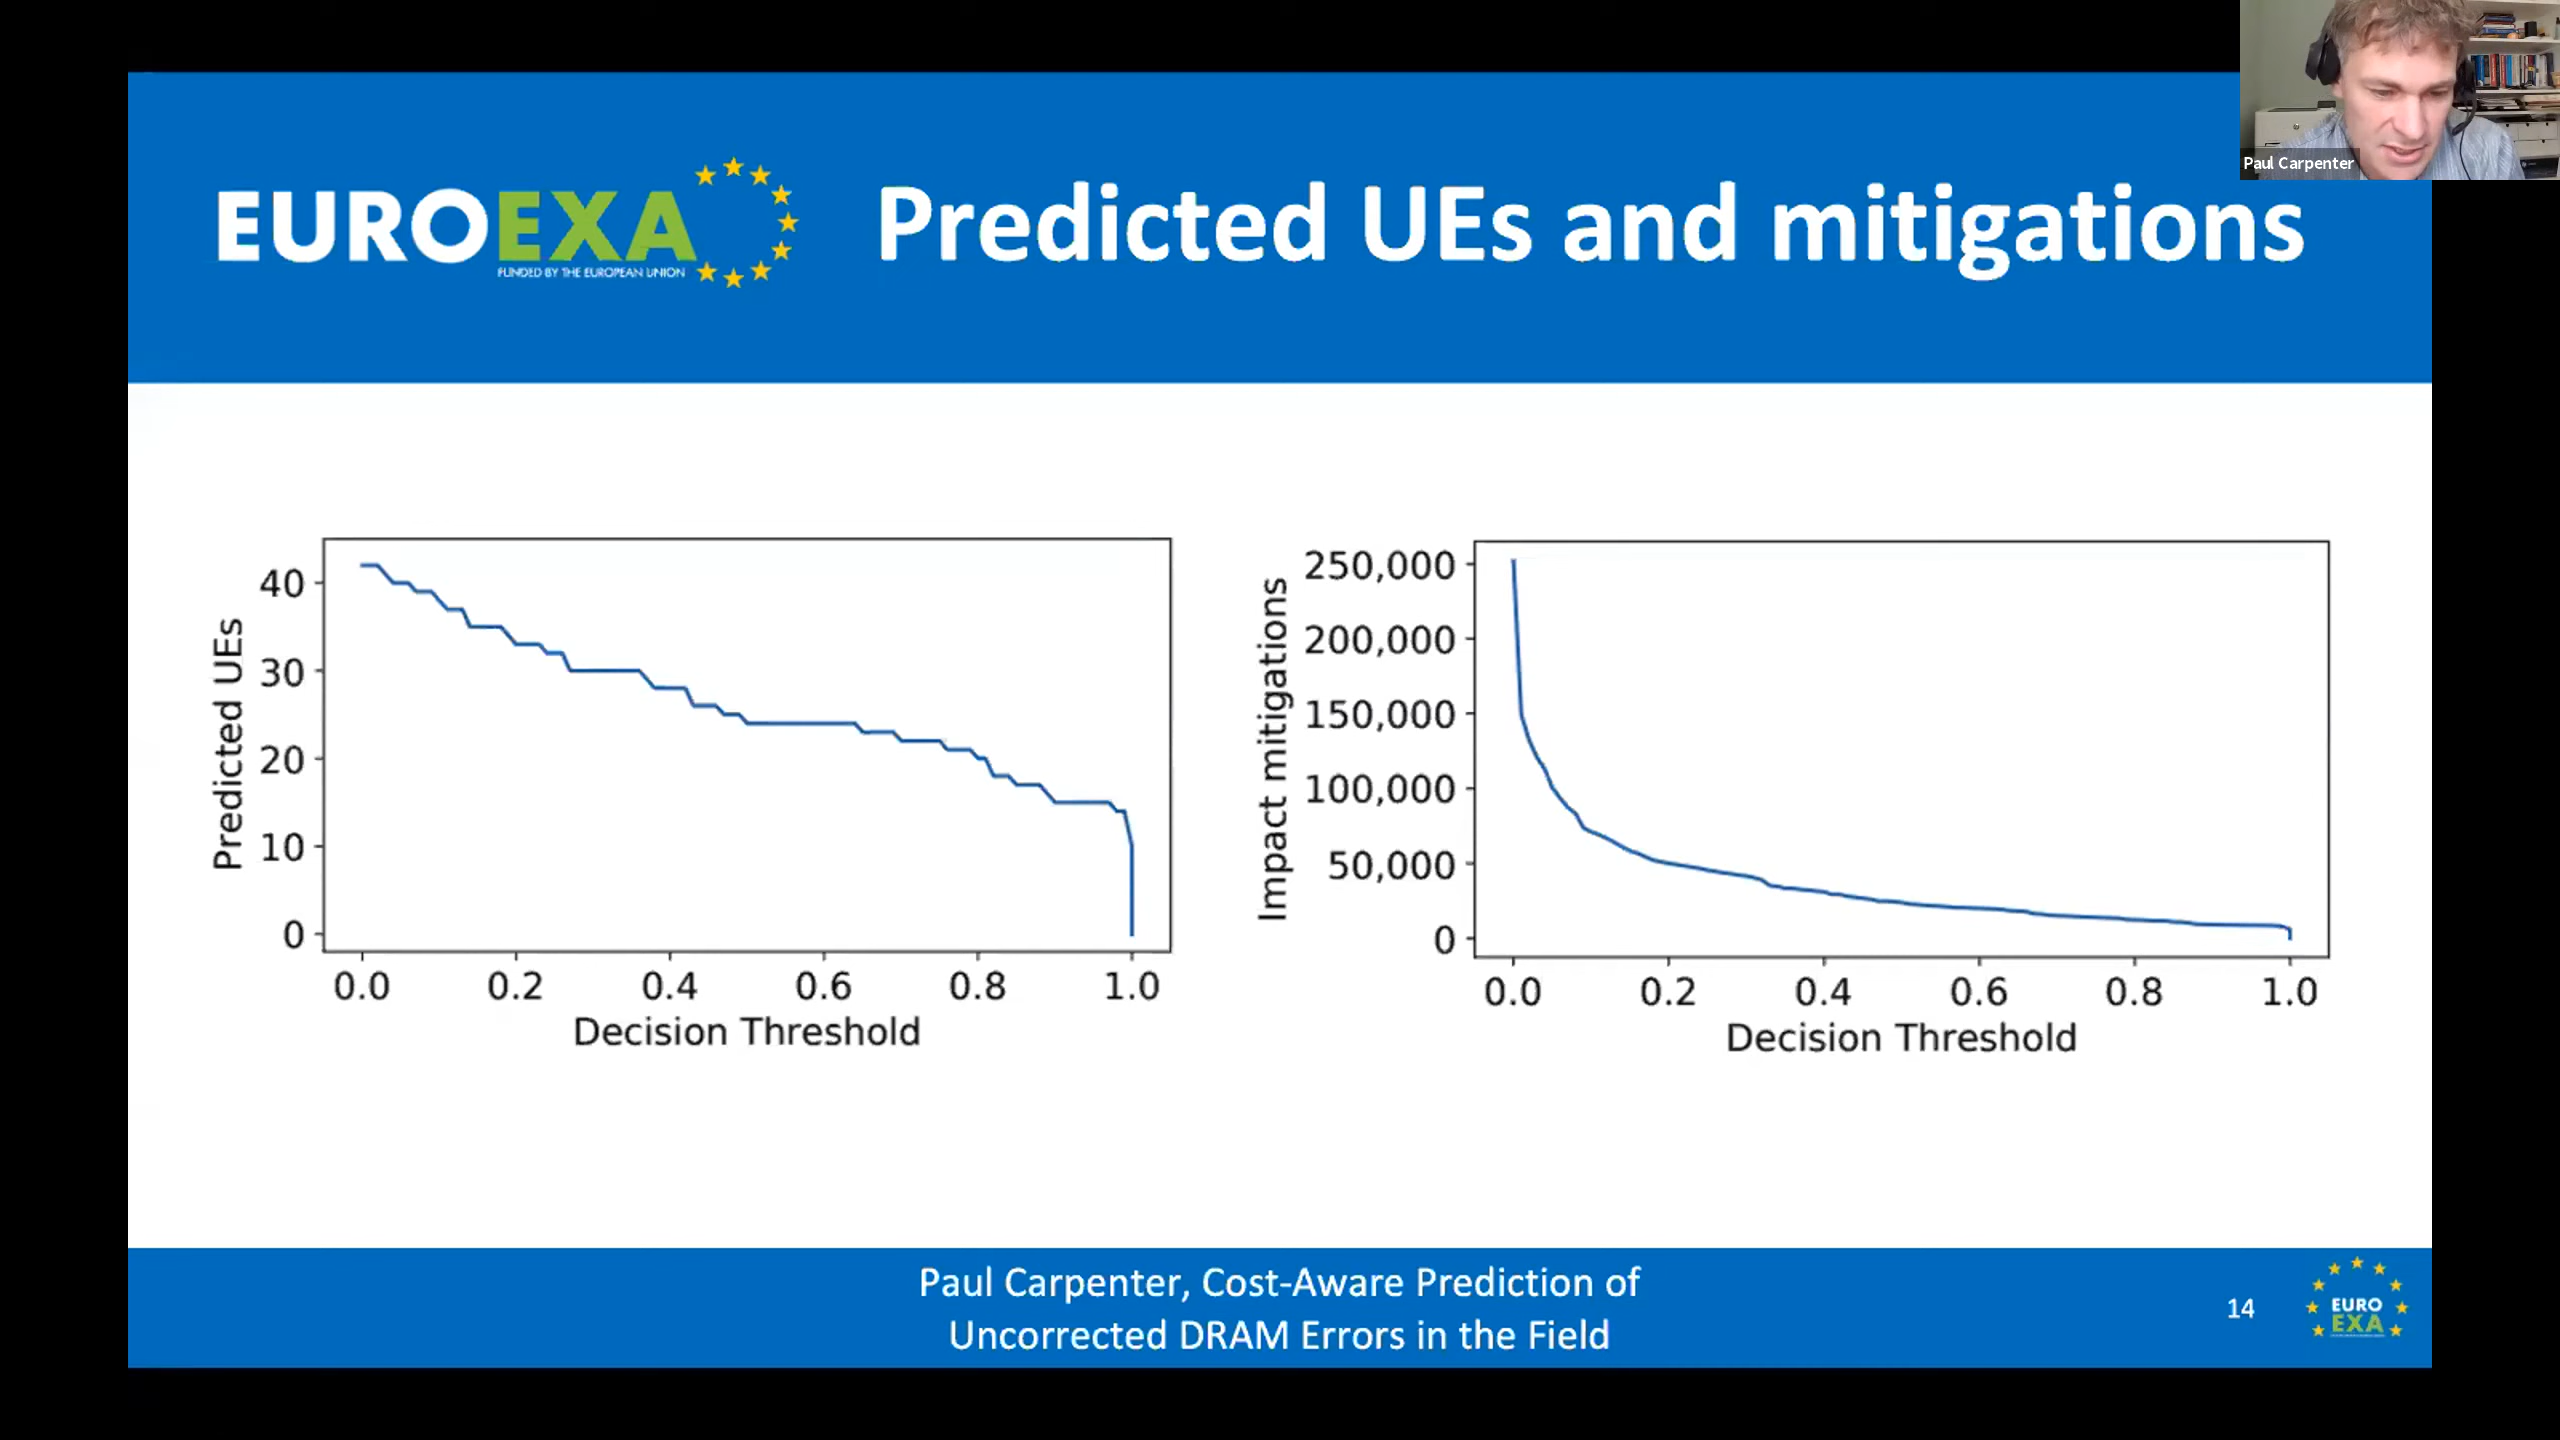 Paul Carpenter
EUROEXA
FUNDED BY THE EUROPEAN UNION
Predicted UEs and mitigations
Predicted UEs
40
30
20
10
0
0.0 0.2 0.4 0.6 0.8 1.0
Decision Threshold
Impact mitigations
250,000
200,000
150,000
100,000
50,000
0
0.0 0.2 0.4 0.6 0.8 1.0
Decision Threshold
Paul Carpenter, Cost-Aware Prediction of
Uncorrected DRAM Errors in the Field
14
EURO
EXA